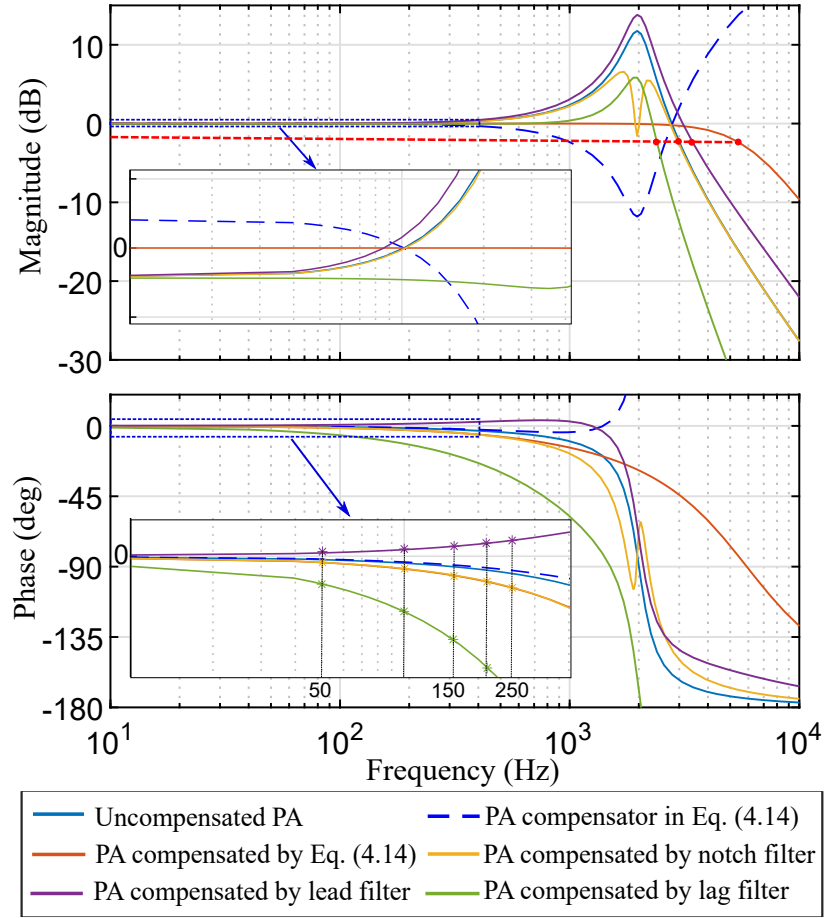 10
0
-10
-20
-30
Magnitude (dB)
0
0
-45
-90
-135
-180
Phase (deg)
0
50
150
250
10^1
10^2
10^3
10^4
Frequency (Hz)
Uncompensated PA
PA compensator in Eq. (4.14)
PA compensated by Eq. (4.14)
PA compensated by notch filter
PA compensated by lead filter
PA compensated by lag filter